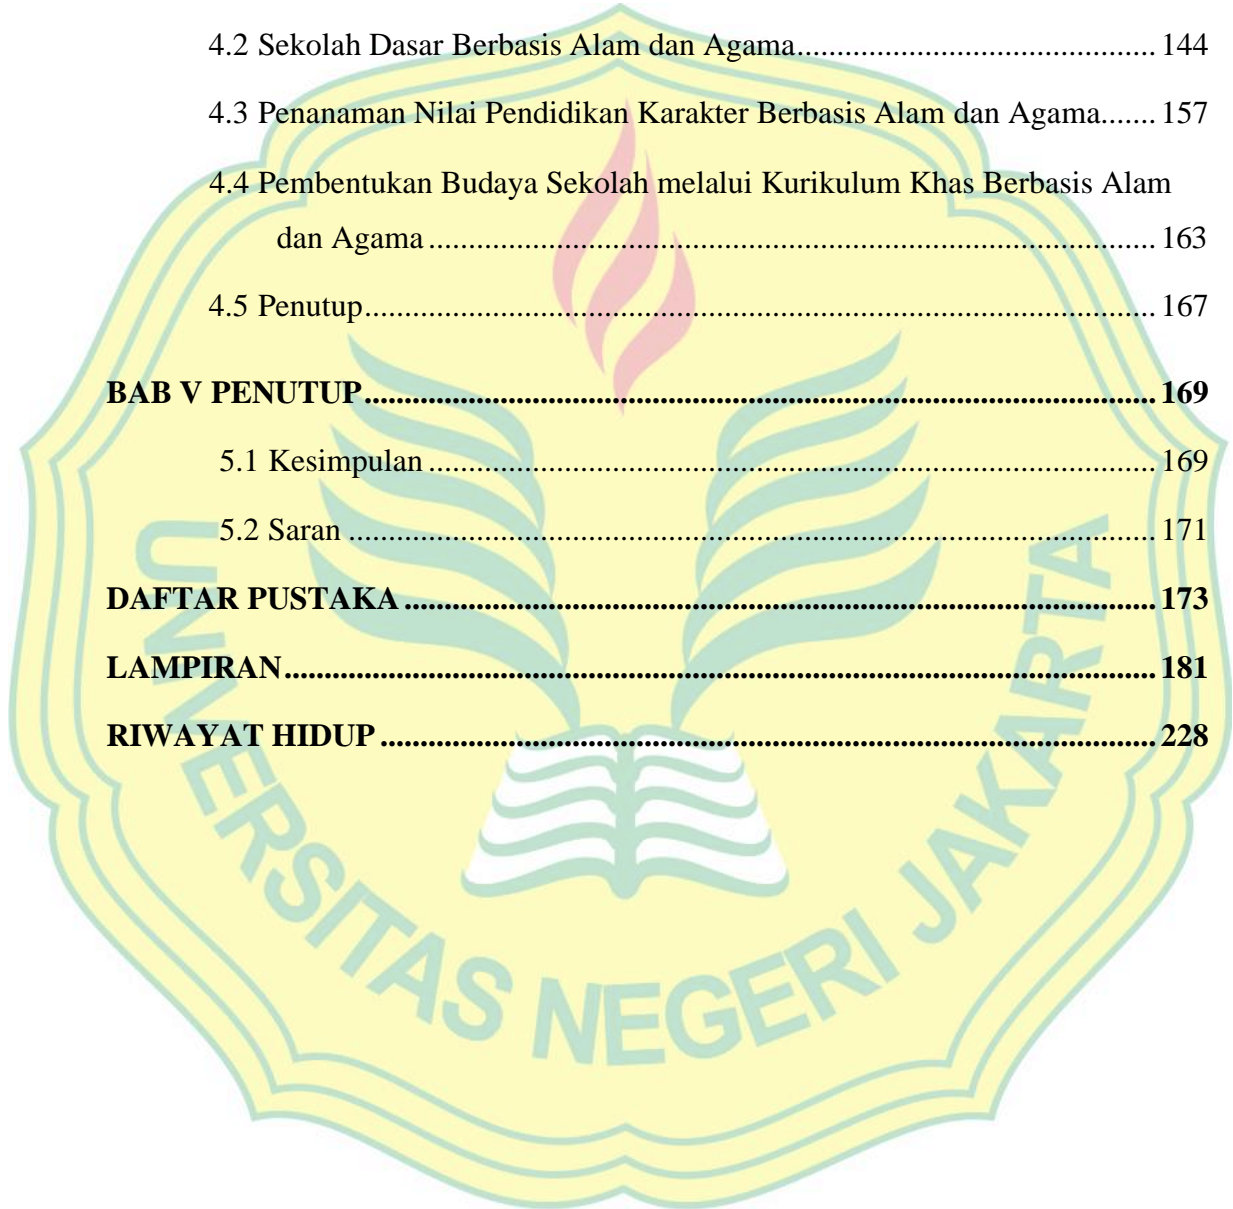 4.2 Sekolah Dasar Berbasis Alam dan Agama............................................. 144
4.3 Penanaman Nilai Pendidikan Karakter Berbasis Alam dan Agama....... 157
4.4 Pembentukan Budaya Sekolah melalui Kurikulum Khas Berbasis Alam
dan Agama ............................................................................................ 163
4.5 Penutup................................................................................................... 167
BAB V PENUTUP................................................................................................... 169
5.1 Kesimpulan ........................................................................................... 169
5.2 Saran ..................................................................................................... 171
DAFTAR PUSTAKA .............................................................................................. 173
LAMPIRAN............................................................................................................. 181
RIWAYAT HIDUP ................................................................................................. 228
UNIVERSITAS NEGERI JAKARTA